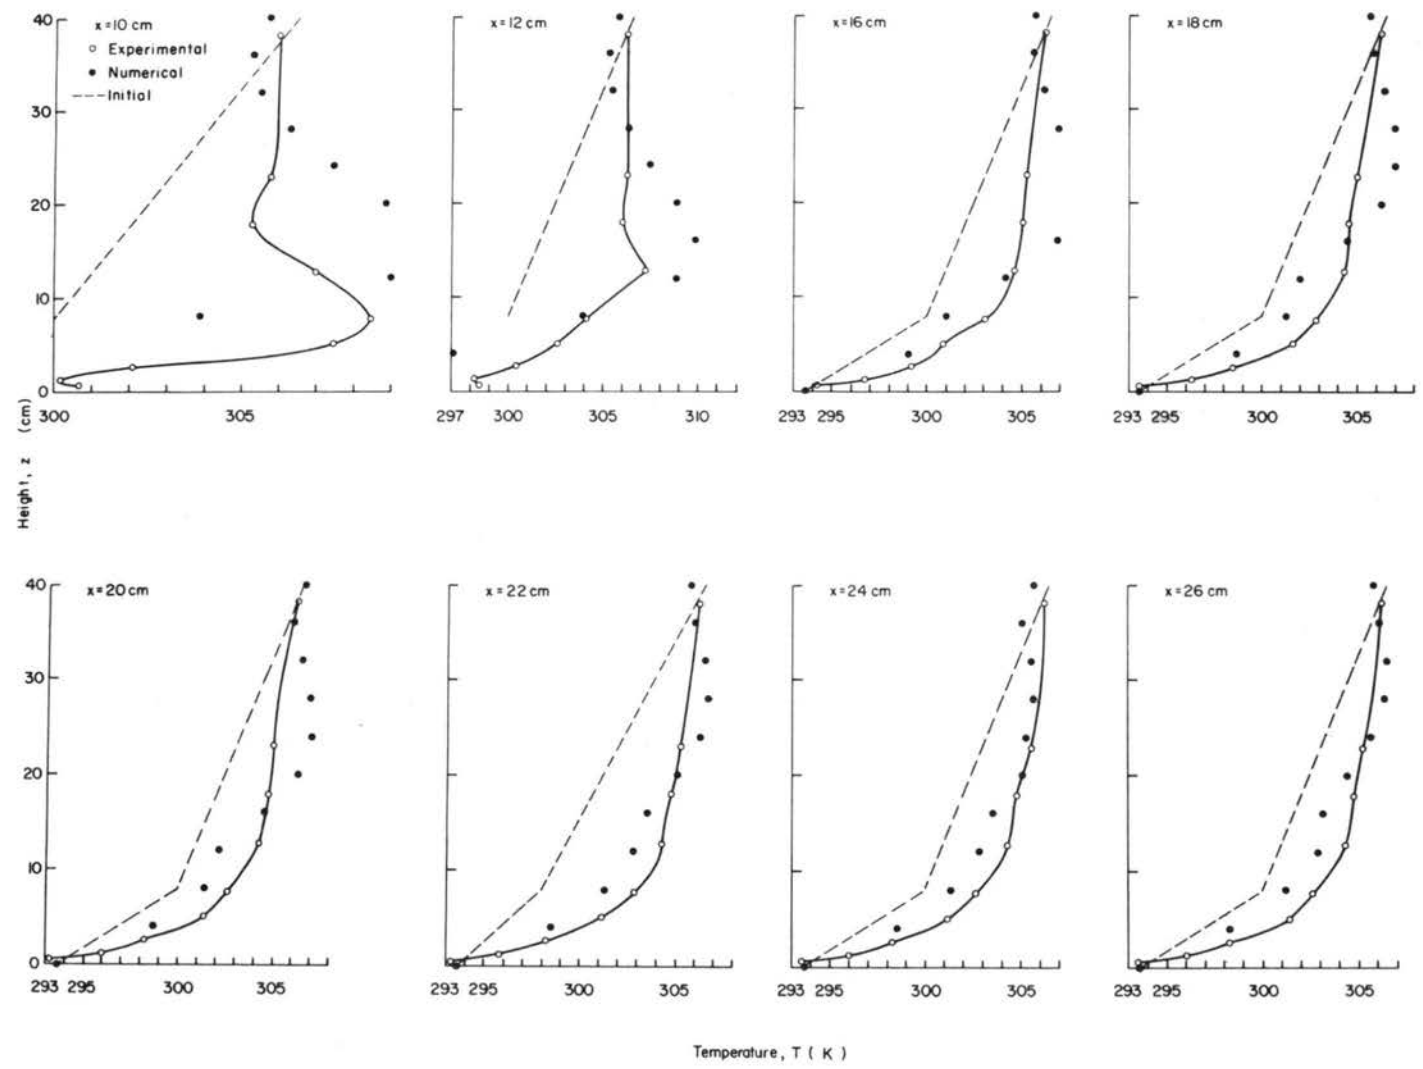 40
x=10 cm
Experimental
Numerical
Initial
30
20
10
0
300 305
x=12 cm
297 300 305 310
x=16 cm
293 295 300 305
x=18 cm
293 295 300 305
Height, z (cm)
40
x=20 cm
30
20
10
0
293 295 300 305
x=22 cm
293 295 300 305
x=24 cm
293 295 300 305
x=26 cm
293 295 300 305
Temperature, T ( K )